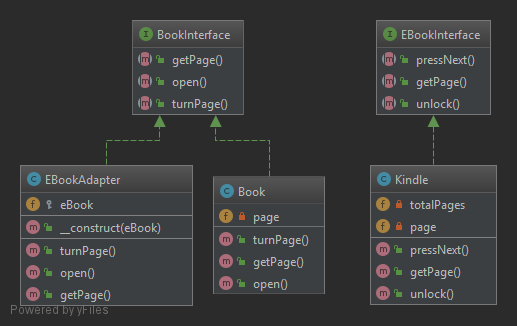 BookInterface
getPage()
open()
turnPage()
EBookInterface
pressNext()
getPage()
unlock()
EBookAdapter
eBook
__construct(eBook)
turnPage()
open()
getPage()
Book
page
turnPage()
getPage()
open()
Kindle
totalPages
page
pressNext()
getPage()
unlock()
Powered by yFiles